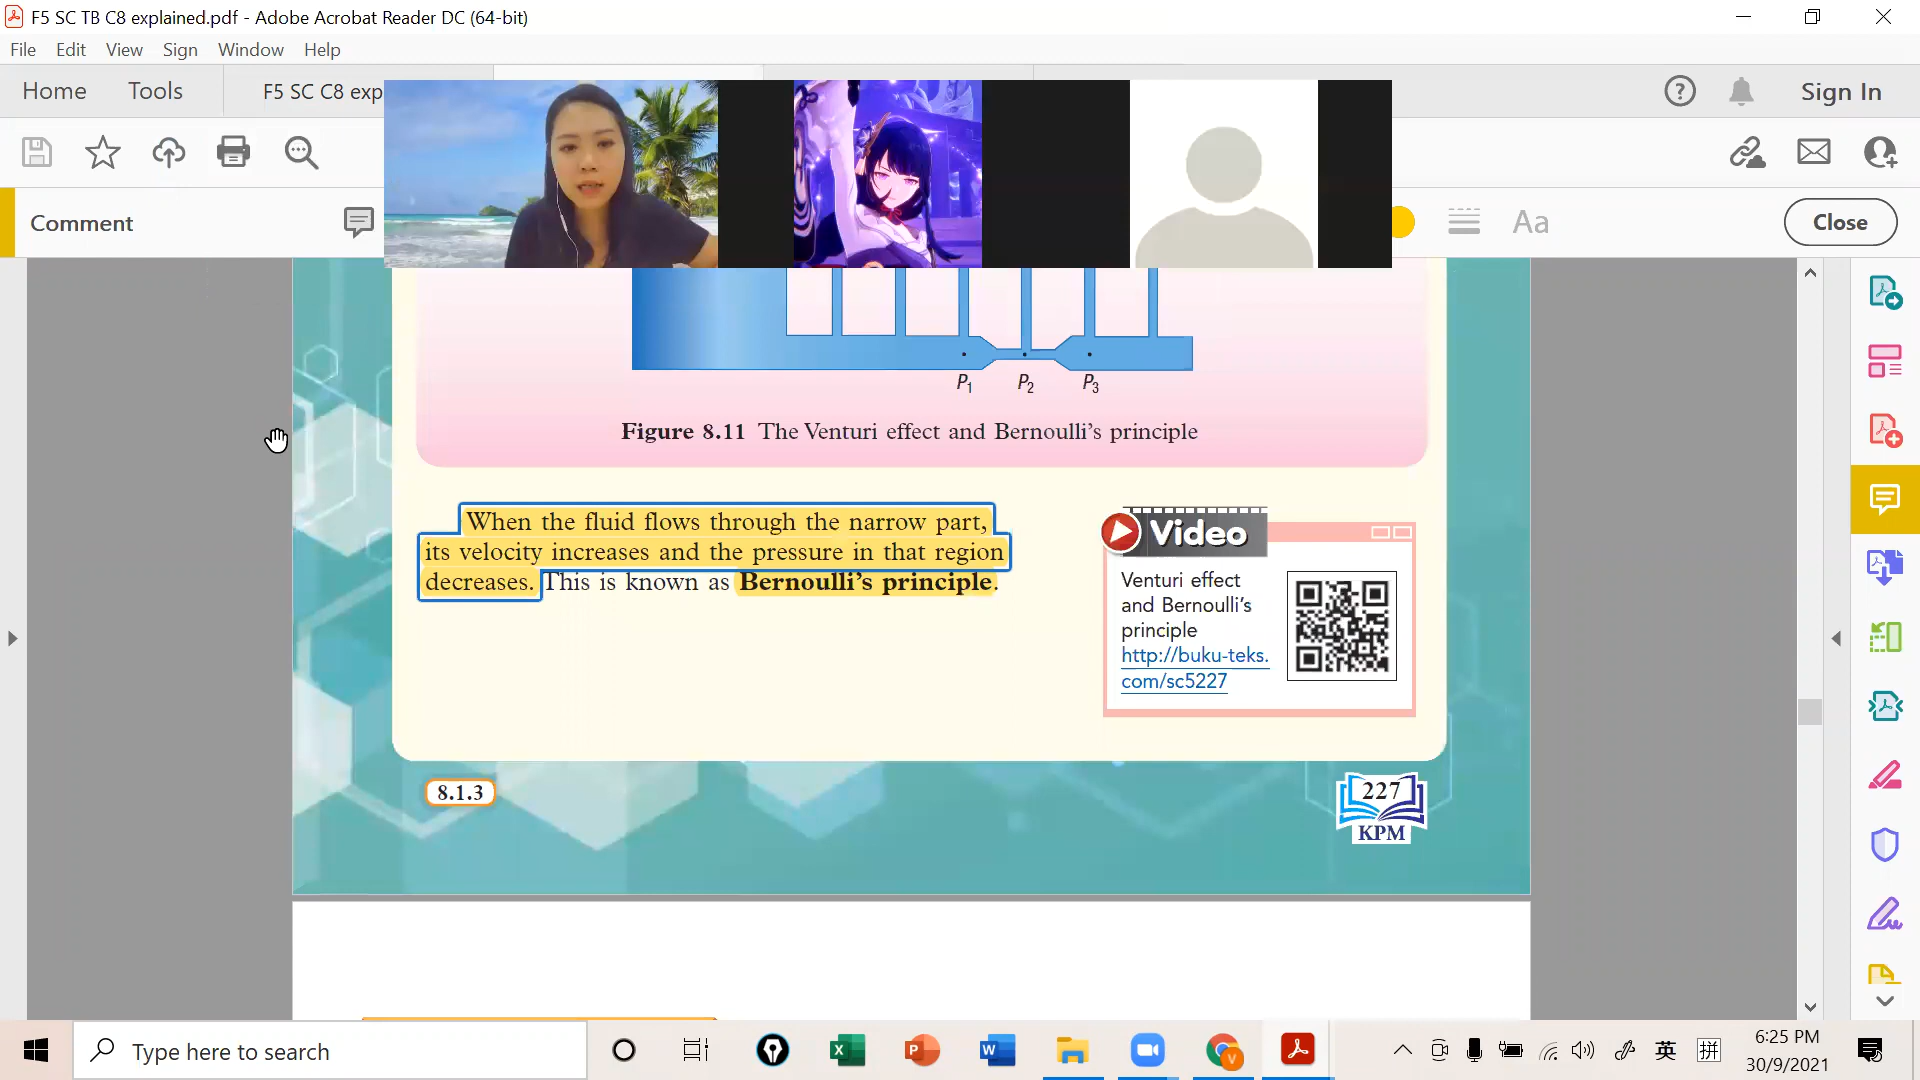 F5 SC TB C8 explained.pdf - Adobe Acrobat Reader DC (64-bit)
File Edit View Sign Window Help
Home Tools F5 SC C8 exp Sign In
Comment Aa Close
P1 P2 P3
Figure 8.11 The Venturi effect and Bernoulli's principle
When the fluid flows through the narrow part,
its velocity increases and the pressure in that region
decreases. This is known as Bernoulli's principle.
Video
Venturi effect
and Bernoulli's
principle
http://buku-teks.
com/sc5227
8.1.3
227
KPM
Type here to search
英 拼
6:25 PM
30/9/2021